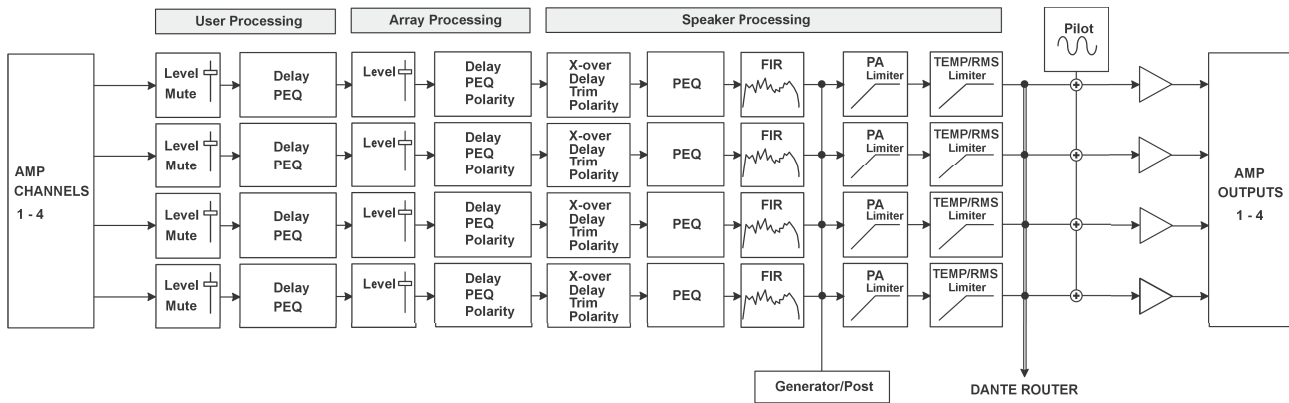 User Processing
Array Processing
Speaker Processing
Pilot
AMP
CHANNELS
1 - 4
Level
Mute
Delay
PEQ
Level
Delay
PEQ
Polarity
X-over
Delay
Trim
Polarity
PEQ
FIR
PA
Limiter
TEMP/RMS
Limiter
Level
Mute
Delay
PEQ
Level
Delay
PEQ
Polarity
X-over
Delay
Trim
Polarity
PEQ
FIR
PA
Limiter
TEMP/RMS
Limiter
Level
Mute
Delay
PEQ
Level
Delay
PEQ
Polarity
X-over
Delay
Trim
Polarity
PEQ
FIR
PA
Limiter
TEMP/RMS
Limiter
Level
Mute
Delay
PEQ
Level
Delay
PEQ
Polarity
X-over
Delay
Trim
Polarity
PEQ
FIR
PA
Limiter
TEMP/RMS
Limiter
AMP
OUTPUTS
1 - 4
Generator/Post
DANTE ROUTER